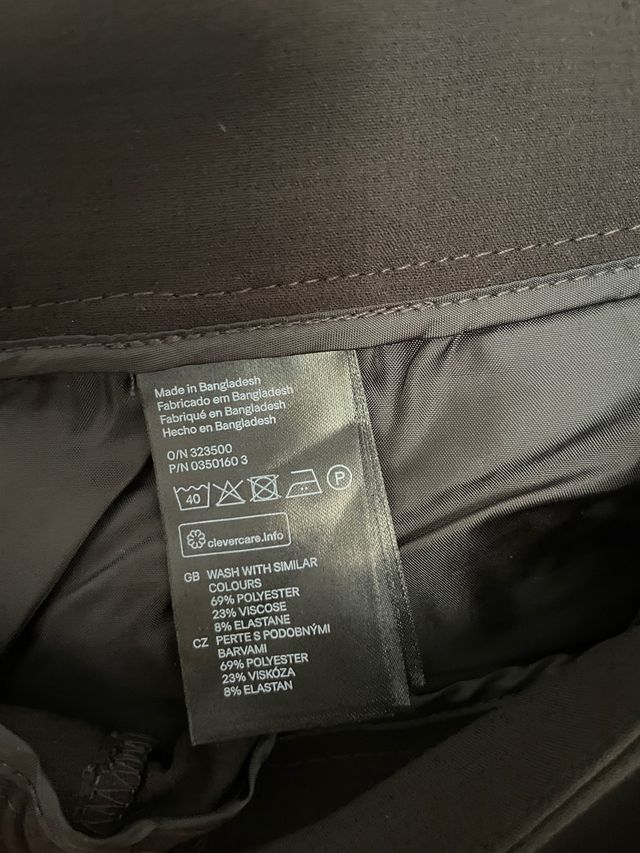 Made in Bangladesh
Fabricado em Bangladesh
Fabriqué en Bangladesh
Hecho en Bangladesh
O/N 323500
P/N 0350160 3
40 P
clevercare.info
GB WASH WITH SIMILAR
COLOURS
69% POLYESTER
23% VISCOSE
8% ELASTANE
CZ PERTE S PODOBNÝMI
BARVAMI
69% POLYESTER
23% VISKÓZA
8% ELASTAN